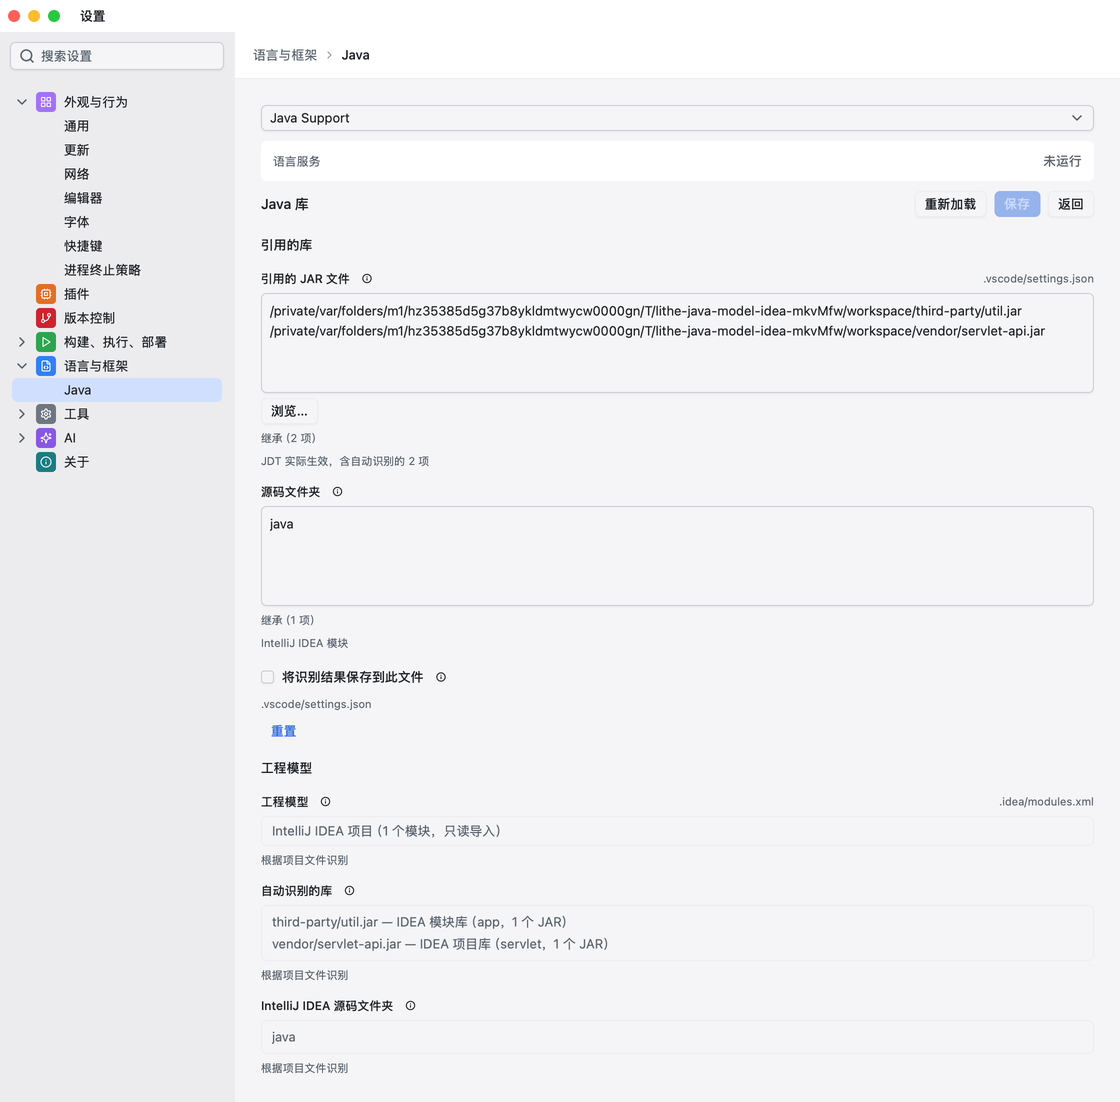 设置
搜索设置
外观与行为
通用
更新
网络
编辑器
字体
快捷键
进程终止策略
插件
版本控制
构建、执行、部署
语言与框架
Java
工具
AI
关于
语言与框架 > Java
Java Support
语言服务 未运行
Java 库 重新加载 保存 返回
引用的库
引用的 JAR 文件 .vscode/settings.json
/private/var/folders/m1/hz35385d5g37b8ykldmtwycw0000gn/T/lithe-java-model-idea-mkvMfw/workspace/third-party/util.jar
/private/var/folders/m1/hz35385d5g37b8ykldmtwycw0000gn/T/lithe-java-model-idea-mkvMfw/workspace/vendor/servlet-api.jar
浏览...
继承 (2 项)
JDT 实际生效，含自动识别的 2 项
源码文件夹
java
继承 (1 项)
IntelliJ IDEA 模块
将识别结果保存到此文件
.vscode/settings.json
重置
工程模型
工程模型 .idea/modules.xml
IntelliJ IDEA 项目 (1 个模块，只读导入)
根据项目文件识别
自动识别的库
third-party/util.jar — IDEA 模块库 (app，1 个 JAR)
vendor/servlet-api.jar — IDEA 项目库 (servlet，1 个 JAR)
根据项目文件识别
IntelliJ IDEA 源码文件夹
java
根据项目文件识别